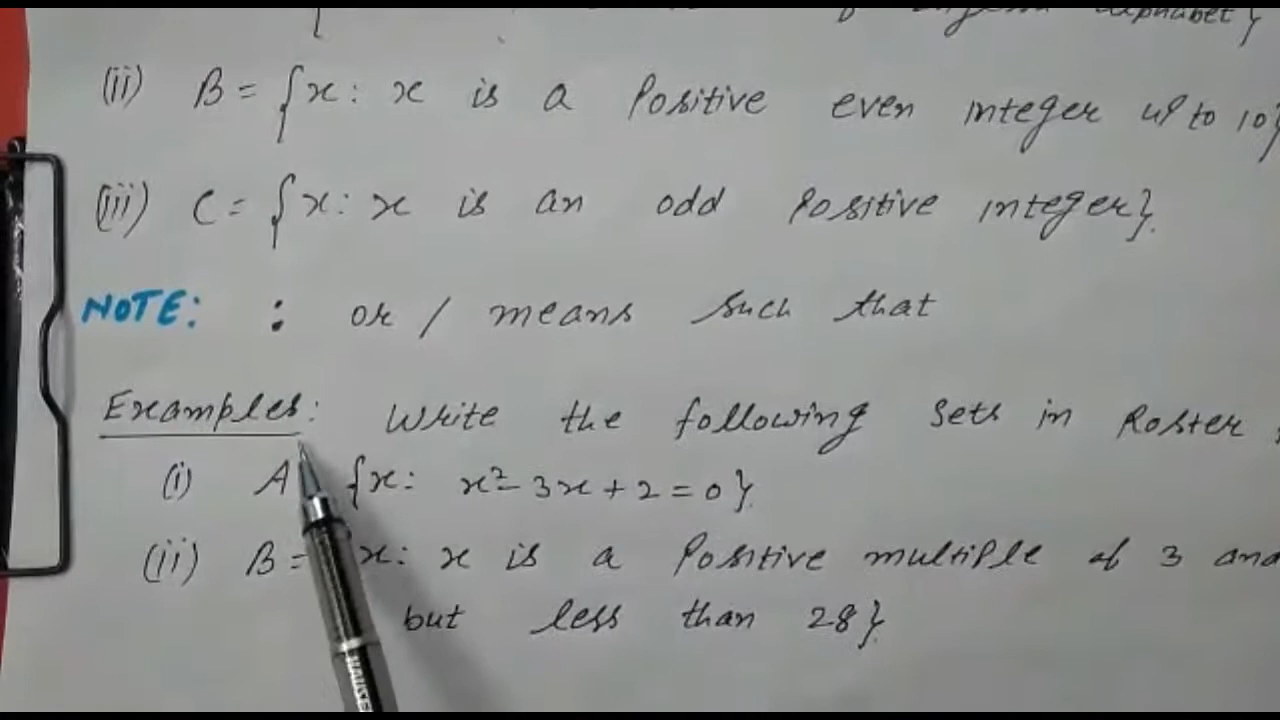 alphabet}
(ii) B = {x : x is a Positive even integer up to 10}
(iii) C = {x : x is an odd Positive integer}.
NOTE: : or / means such that
Examples: Write the following sets in Roster
(i) A {x : x² - 3x + 2 = 0}.
(ii) B = x : x is a Positive multiple of 3 and
but less than 28}.
HAUSER